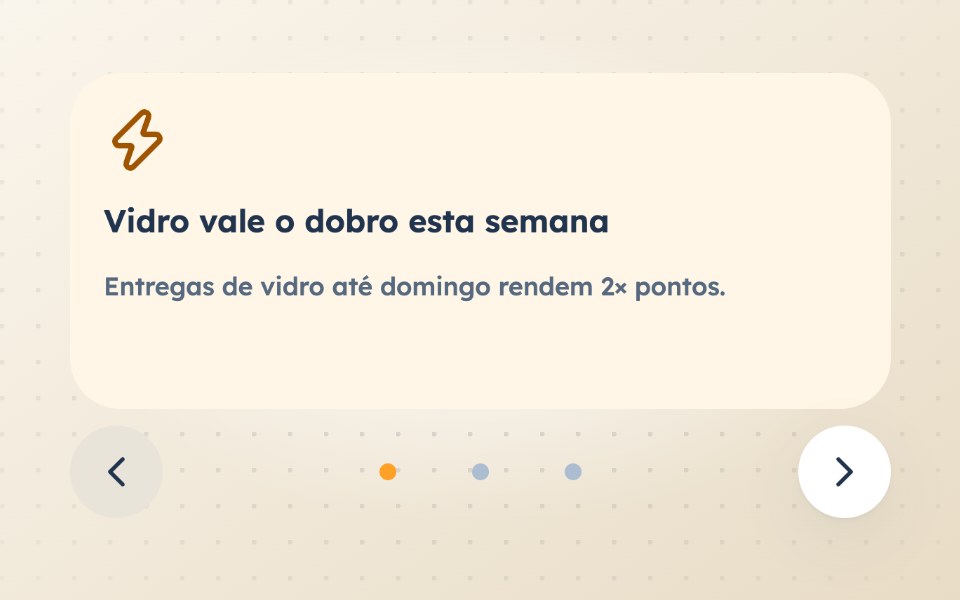 Vidro vale o dobro esta semana
Entregas de vidro até domingo rendem 2× pontos.